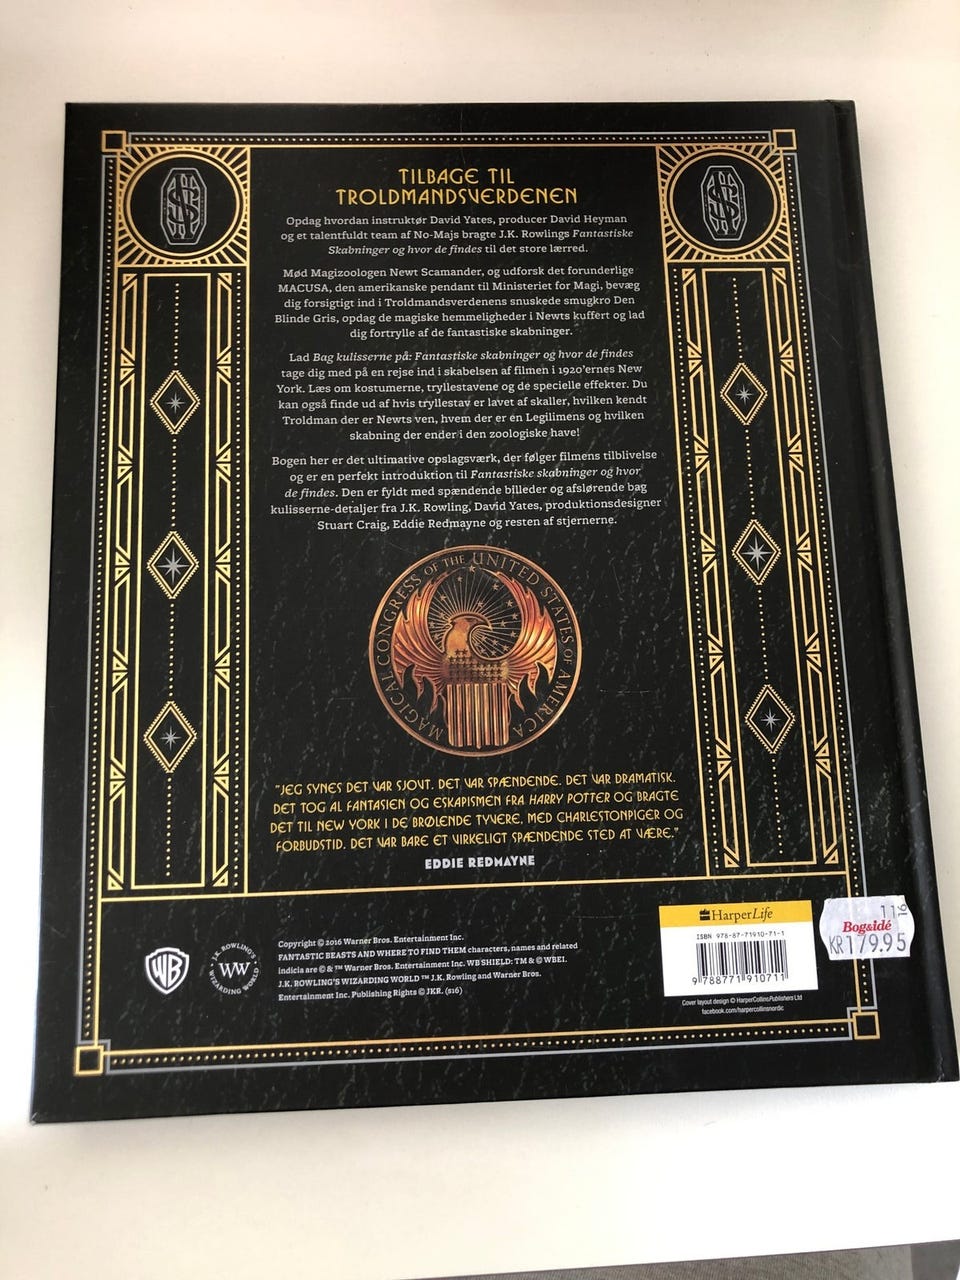 TILBAGE TIL
TROLDMANDSVERDENEN
Opdag hvordan instruktør David Yates, producer David Heyman
og et talentfuldt team af No-Majs bragte J.K. Rowlings Fantastiske
Skabninger og hvor de findes til det store lærred.
Mød Magizoologen Newt Scamander, og udforsk det forunderlige
MACUSA, den amerikanske pendant til Ministeriet for Magi, bevæg
dig forsigtigt ind i Troldmandsverdenens snuskede smugkro Den
Blinde Gris, opdag de magiske hemmeligheder i Newts kuffert og lad
dig fortrylle af de fantastiske skabninger.
Lad Bag kulisserne på: Fantastiske skabninger og hvor de findes
tage dig med på en rejse ind i skabelsen af filmen i 1920'ernes New
York. Læs om kostumerne, tryllestavene og de specielle effekter. Du
kan også finde ud af hvis tryllestav er lavet af skaller, hvilken kendt
Troldman der er Newts ven, hvem der er en Legilimens og hvilken
skabning der ender i den zoologiske have!
Bogen her er det ultimative opslagsværk, der følger filmens tilblivelse
og er en perfekt introduktion til Fantastiske skabninger og hvor
de findes. Den er fyldt med spændende billeder og afslørende bag
kulisserne-detaljer fra J.K. Rowling, David Yates, produktionsdesigner
Stuart Craig, Eddie Redmayne og resten af stjernerne.
MAGICAL CONGRESS OF THE UNITED STATES OF AMERICA
"JEG SYNES DET VAR SJOVT. DET VAR SPÆNDENDE. DET VAR DRAMATISK.
DET TOG AL FANTASIEN OG ESKAPISMEN FRA HARRY POTTER OG BRAGTE
DET TIL NEW YORK I DE BRØLENDE TYVERE, MED CHARLESTONPIGER OG
FORBUDSTID. DET VAR BARE ET VIRKELIGT SPÆNDENDE STED AT VÆRE."
EDDIE REDMAYNE
WB
J.K. ROWLING'S
WW
WIZARDING WORLD
Copyright © 2016 Warner Bros. Entertainment Inc.
FANTASTIC BEASTS AND WHERE TO FIND THEM characters, names and related
indicia are © & ™ Warner Bros. Entertainment Inc. WB SHIELD: TM & © WBEI.
J.K. ROWLING'S WIZARDING WORLD ™ J.K. Rowling and Warner Bros.
Entertainment Inc. Publishing Rights © JKR. (s16)
HarperLife
ISBN 978-87-71910-71-1
9 788771 910711
Cover layout design © HarperCollinsPublishers Ltd
facebook.com/harpercollinsnordic
11 16
Bog&idé
KR 179.95